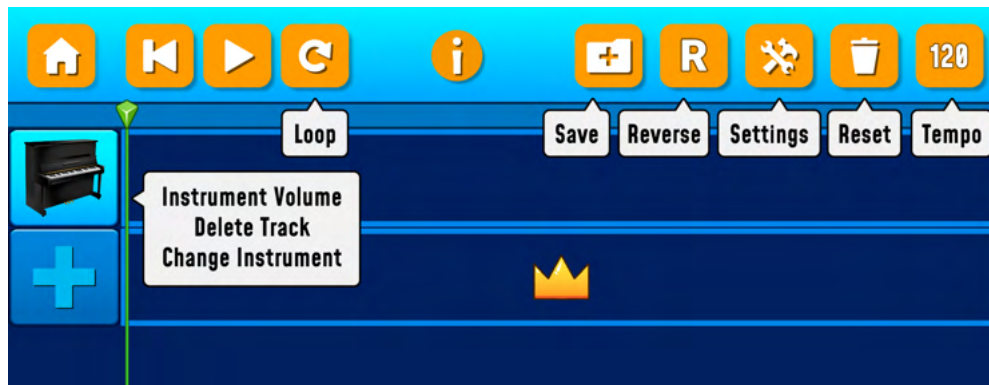 i
R
120
Loop
Save
Reverse
Settings
Reset
Tempo
Instrument Volume
Delete Track
Change Instrument